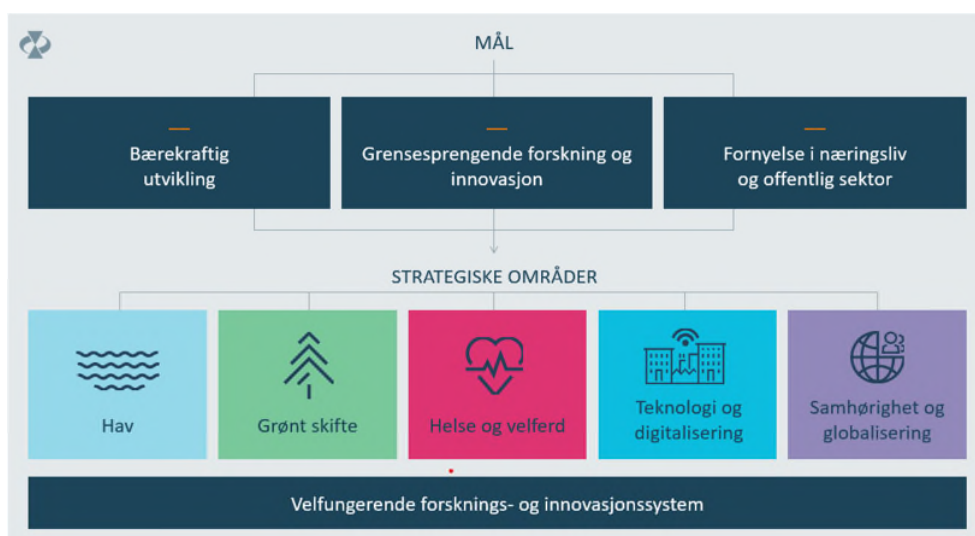 MÅL
Bærekraftig
utvikling
Grensesprengende forskning og
innovasjon
Fornyelse i næringsliv
og offentlig sektor
STRATEGISKE OMRÅDER
Hav
Grønt skifte
Helse og velferd
Teknologi og
digitalisering
Samhørighet og
globalisering
Velfungerende forsknings- og innovasjonssystem